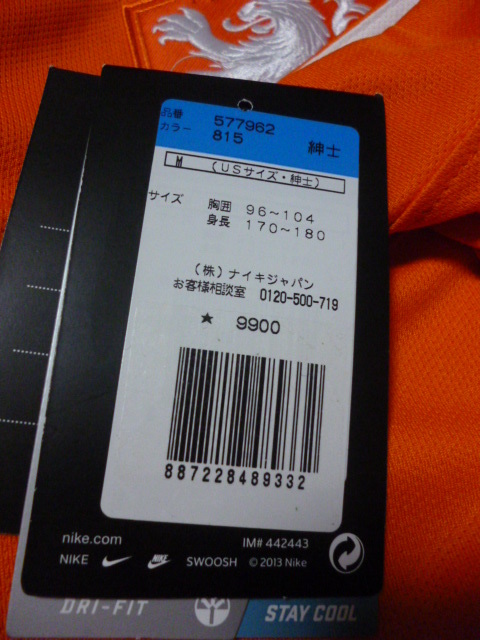 品番 577962
カラー 815 紳士
M (USサイズ・紳士)
サイズ 胸囲 96~104
身長 170~180
(株)ナイキジャパン
お客様相談室 0120-500-719
★ 9900
887228489332
nike.com IM# 442443
NIKE SWOOSH ©2013 Nike
DRI-FIT STAY COOL